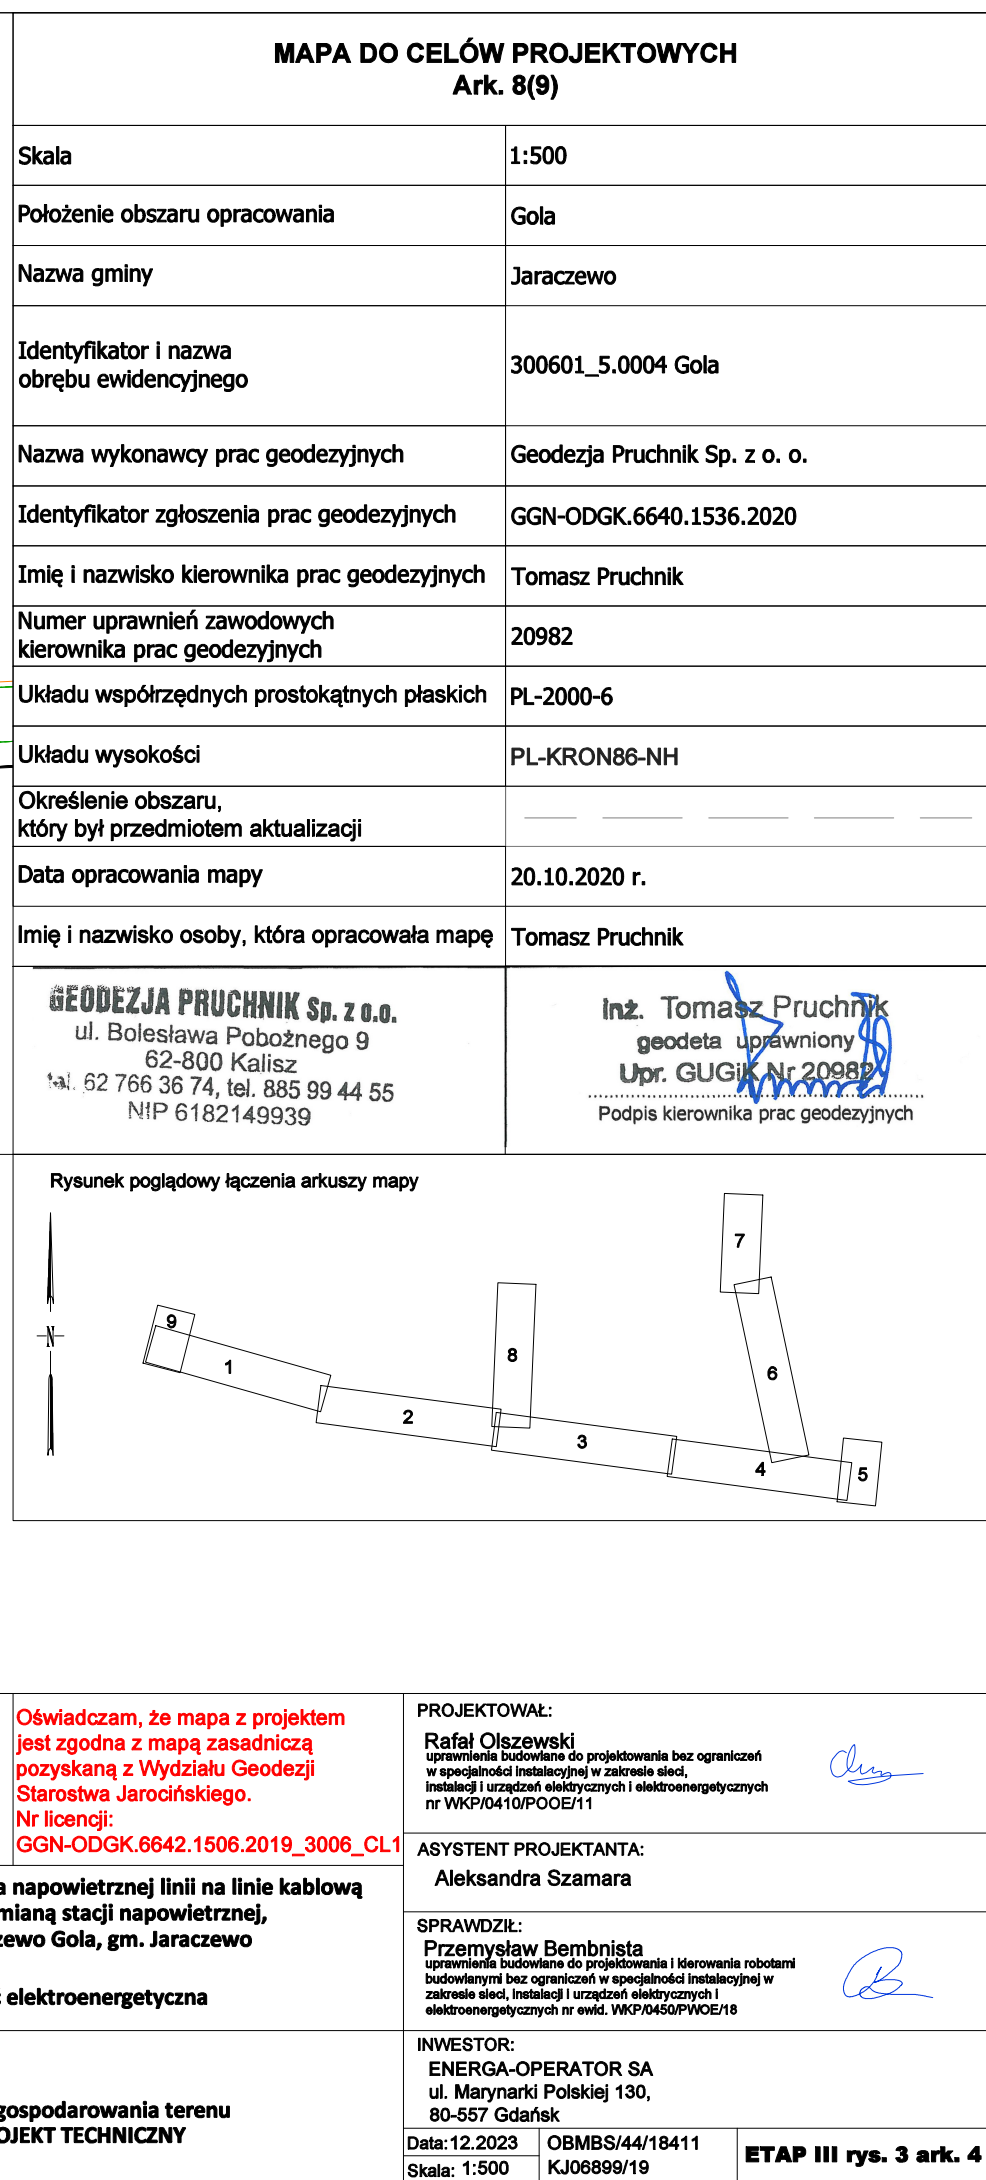 MAPA DO CELÓW PROJEKTOWYCH
Ark. 8(9)
Skala
1:500
Położenie obszaru opracowania
Gola
Nazwa gminy
Jaraczewo
Identyfikator i nazwa
obrębu ewidencyjnego
300601_5.0004 Gola
Nazwa wykonawcy prac geodezyjnych
Geodezja Pruchnik Sp. z o. o.
Identyfikator zgłoszenia prac geodezyjnych
GGN-ODGK.6640.1536.2020
Imię i nazwisko kierownika prac geodezyjnych
Tomasz Pruchnik
Numer uprawnień zawodowych
kierownika prac geodezyjnych
20982
Układu współrzędnych prostokątnych płaskich
PL-2000-6
Układu wysokości
PL-KRON86-NH
Określenie obszaru,
który był przedmiotem aktualizacji
Data opracowania mapy
20.10.2020 r.
Imię i nazwisko osoby, która opracowała mapę
Tomasz Pruchnik
GEODEZJA PRUCHNIK Sp. z o.o.
ul. Bolesława Pobożnego 9
62-800 Kalisz
tel. 62 766 36 74, tel. 885 99 44 55
NIP 6182149939
inż. Tomasz Pruchnik
geodeta uprawniony
Upr. GUGiK Nr 20982
Podpis kierownika prac geodezyjnych
Rysunek poglądowy łączenia arkuszy mapy
N
7
9
8
1
6
2
3
4
5
Oświadczam, że mapa z projektem
jest zgodna z mapą zasadniczą
pozyskaną z Wydziału Geodezji
Starostwa Jarocińskiego.
Nr licencji:
GGN-ODGK.6642.1506.2019_3006_CL1
a napowietrznej linii na linie kablową
mianą stacji napowietrznej,
zewo Gola, gm. Jaraczewo
: elektroenergetyczna
gospodarowania terenu
OJEKT TECHNICZNY
PROJEKTOWAŁ:
Rafał Olszewski
uprawnienia budowlane do projektowania bez ograniczeń
w specjalności instalacyjnej w zakresie sieci,
instalacji i urządzeń elektrycznych i elektroenergetycznych
nr WKP/0410/POOE/11
ASYSTENT PROJEKTANTA:
Aleksandra Szamara
SPRAWDZIŁ:
Przemysław Bembnista
uprawnienia budowlane do projektowania i kierowania robotami
budowlanymi bez ograniczeń w specjalności instalacyjnej w
zakresie sieci, instalacji i urządzeń elektrycznych i
elektroenergetycznych nr ewid. WKP/0450/PWOE/18
INWESTOR:
ENERGA-OPERATOR SA
ul. Marynarki Polskiej 130,
80-557 Gdańsk
Data: 12.2023
Skala: 1:500
OBMBS/44/18411
KJ06899/19
ETAP III rys. 3 ark. 4